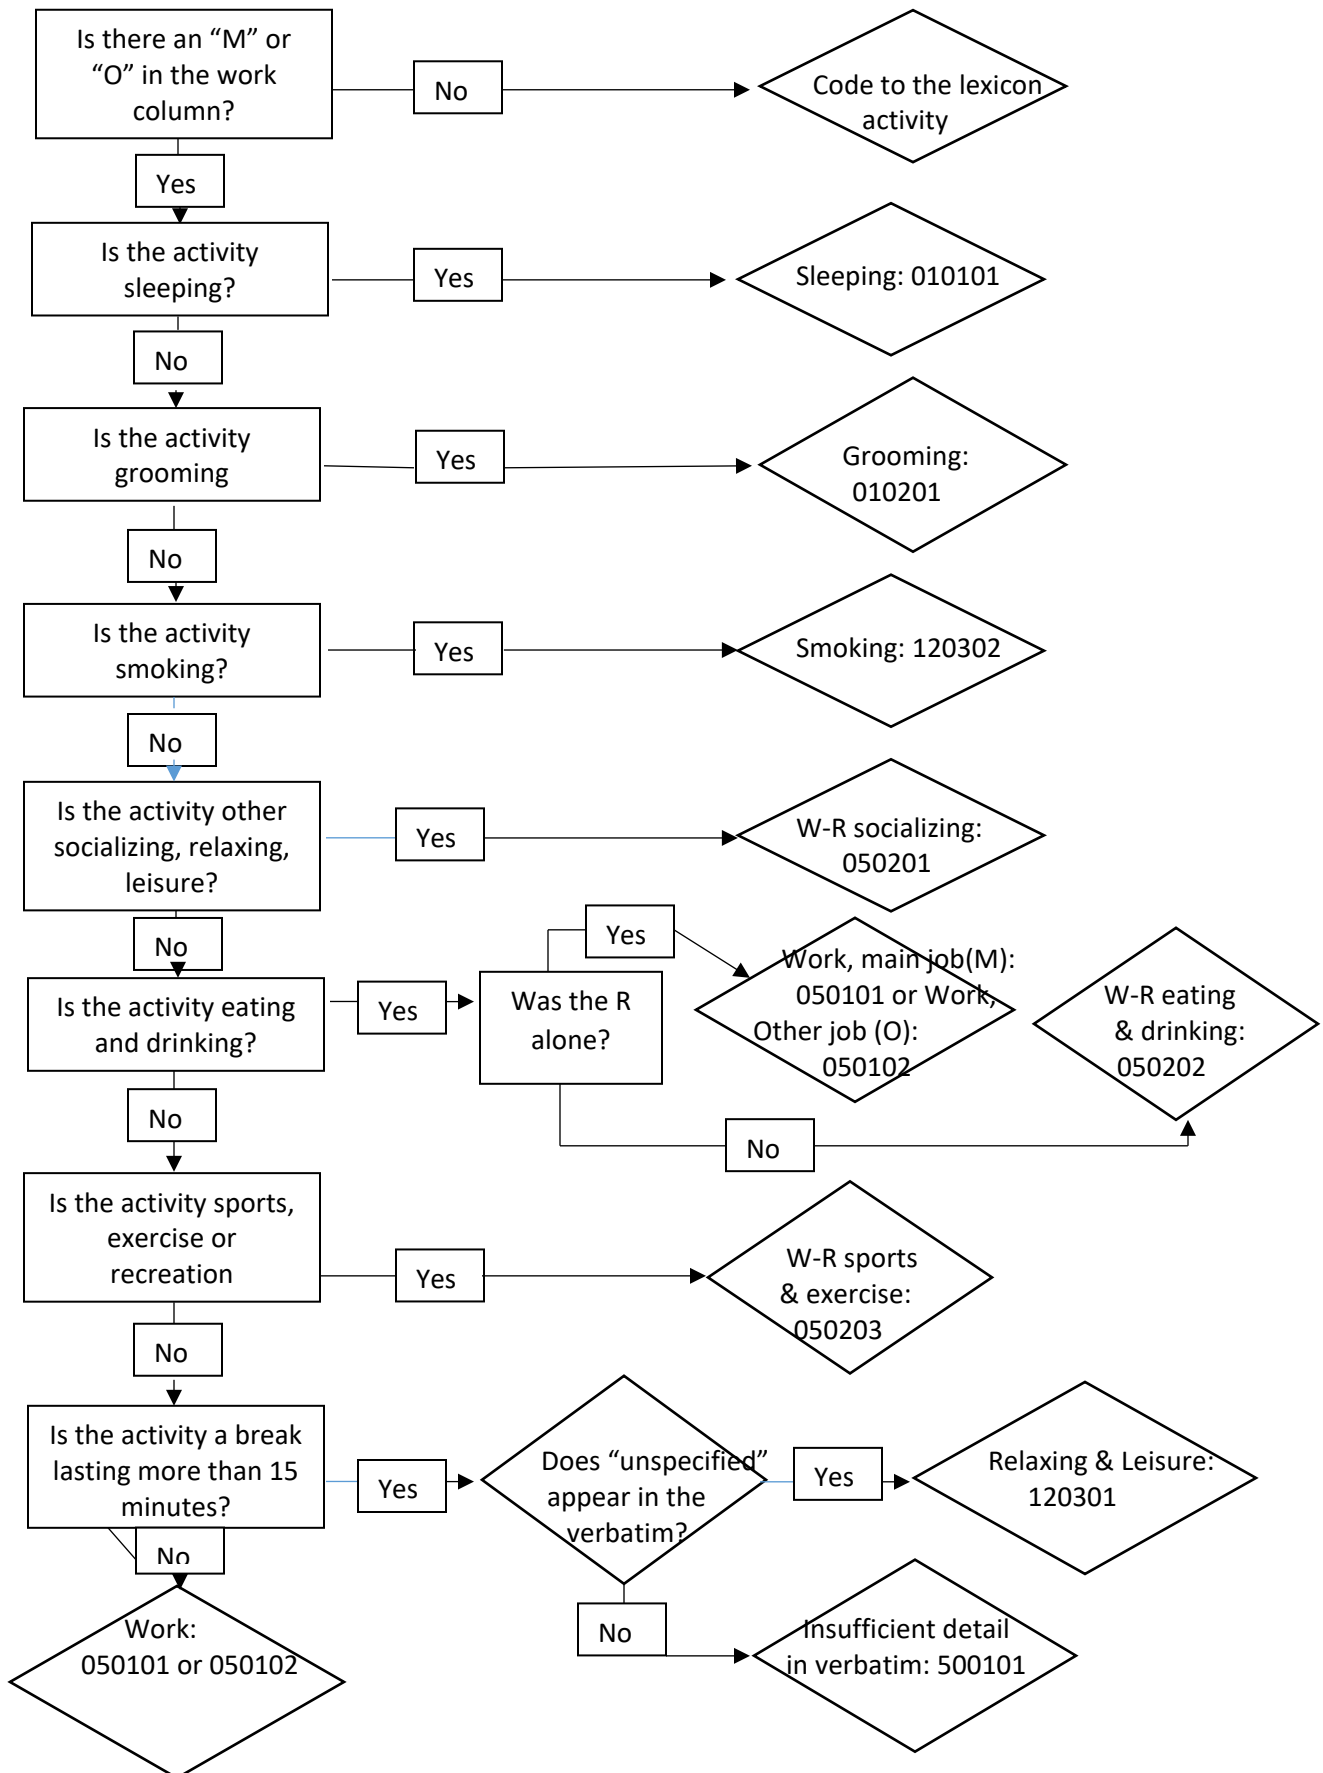 Is there an “M” or
“O” in the work
column?
No
Code to the lexicon
activity
Yes
Is the activity
sleeping?
Yes
Sleeping: 010101
No
Is the activity
grooming
Yes
Grooming:
010201
No
Is the activity
smoking?
Yes
Smoking: 120302
No
Is the activity other
socializing, relaxing,
leisure?
Yes
W-R socializing:
050201
No
Is the activity eating
and drinking?
Yes
Was the R
alone?
Yes
Work, main job(M):
050101 or Work,
Other job (O):
050102
No
W-R eating
& drinking:
050202
No
Is the activity sports,
exercise or
recreation
Yes
W-R sports
& exercise:
050203
No
Is the activity a break
lasting more than 15
minutes?
Yes
Does “unspecified”
appear in the
verbatim?
Yes
Relaxing & Leisure:
120301
No
Insufficient detail
in verbatim: 500101
No
Work:
050101 or 050102